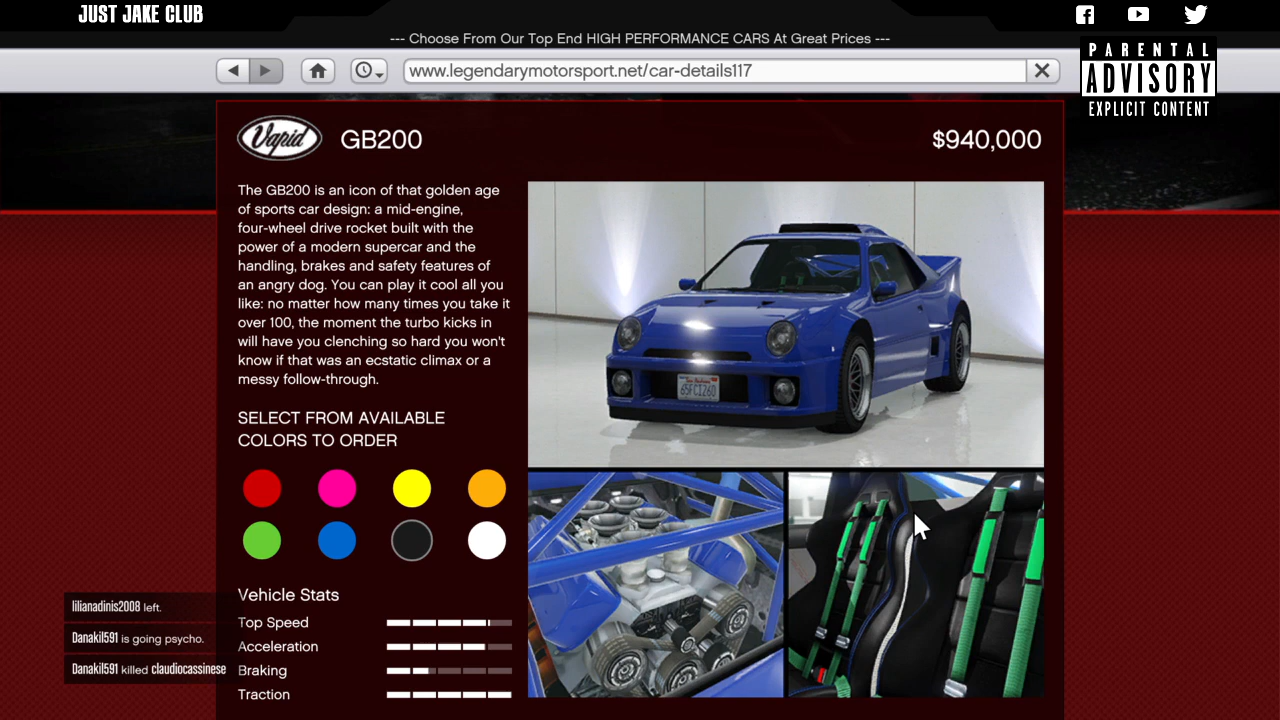 JUST JAKE CLUB
--- Choose From Our Top End HIGH PERFORMANCE CARS At Great Prices ---
www.legendarymotorsport.net/car-details117
PARENTAL
ADVISORY
EXPLICIT CONTENT
Vapid
GB200
$940,000
The GB200 is an icon of that golden age
of sports car design: a mid-engine,
four-wheel drive rocket built with the
power of a modern supercar and the
handling, brakes and safety features of
an angry dog. You can play it cool all you
like: no matter how many times you take it
over 100, the moment the turbo kicks in
will have you clenching so hard you won't
know if that was an ecstatic climax or a
messy follow-through.
SELECT FROM AVAILABLE
COLORS TO ORDER
65FCI260
Vehicle Stats
Top Speed
Acceleration
Braking
Traction
lilianadinis2008 left.
Danakil591 is going psycho.
Danakil591 killed claudiocassinese